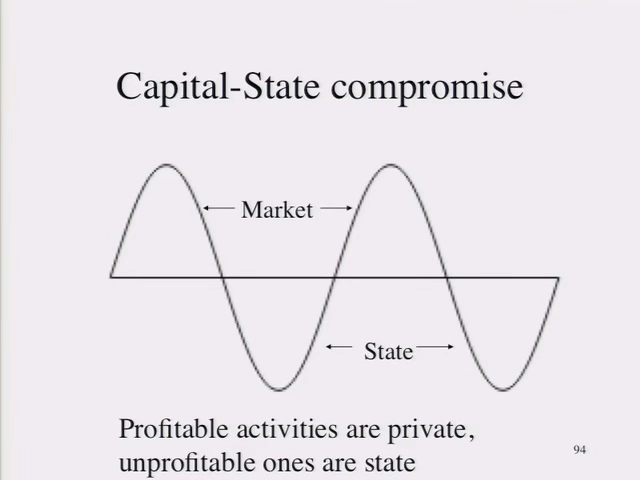 Capital-State compromise
Market
State
Profitable activities are private,
unprofitable ones are state
94